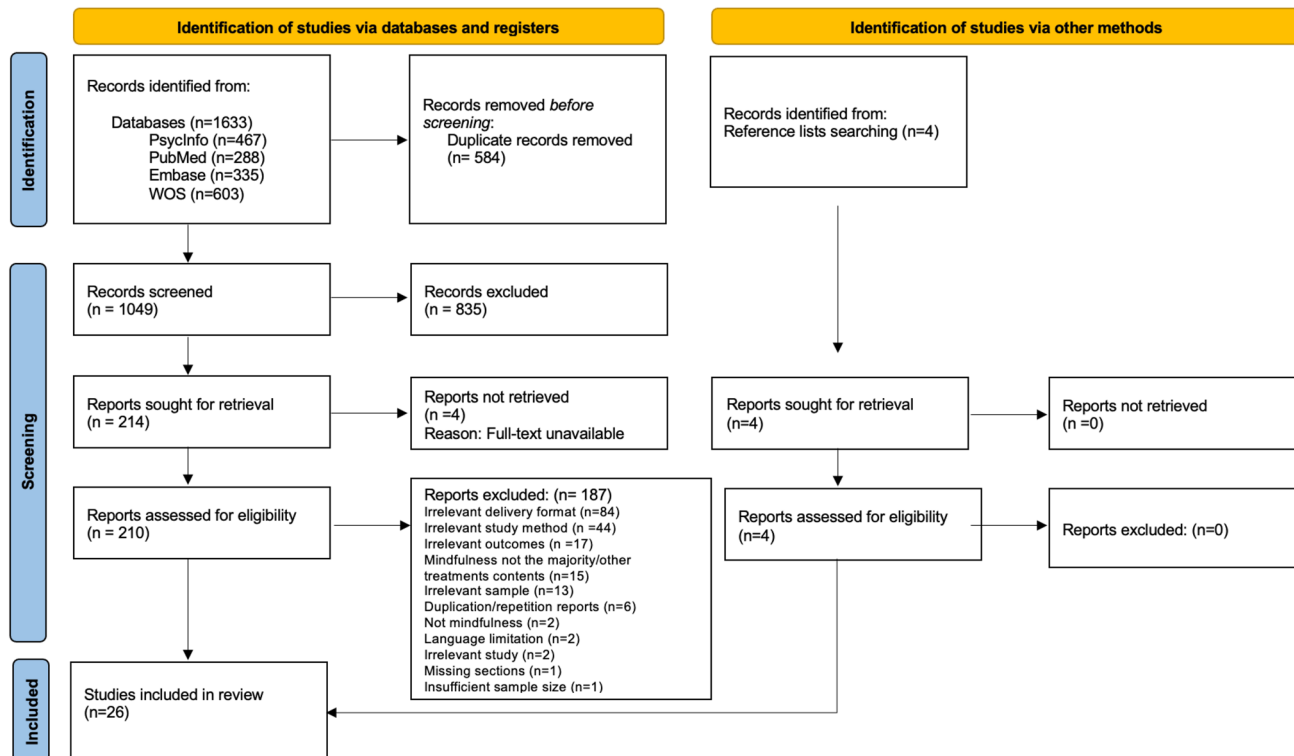 Identification of studies via databases and registers
Identification of studies via other methods
Identification
Records identified from:
Databases (n=1633)
PsycInfo (n=467)
PubMed (n=288)
Embase (n=335)
WOS (n=603)
Records removed before
screening:
Duplicate records removed
(n= 584)
Records identified from:
Reference lists searching (n=4)
Screening
Records screened
(n = 1049)
Records excluded
(n = 835)
Reports sought for retrieval
(n = 214)
Reports not retrieved
(n =4)
Reason: Full-text unavailable
Reports sought for retrieval
(n=4)
Reports not retrieved
(n =0)
Reports assessed for eligibility
(n = 210)
Reports excluded: (n= 187)
Irrelevant delivery format (n=84)
Irrelevant study method (n =44)
Irrelevant outcomes (n =17)
Mindfulness not the majority/other
treatments contents (n=15)
Irrelevant sample (n=13)
Duplication/repetition reports (n=6)
Not mindfulness (n=2)
Language limitation (n=2)
Irrelevant study (n=2)
Missing sections (n=1)
Insufficient sample size (n=1)
Reports assessed for eligibility
(n=4)
Reports excluded: (n=0)
Included
Studies included in review
(n=26)